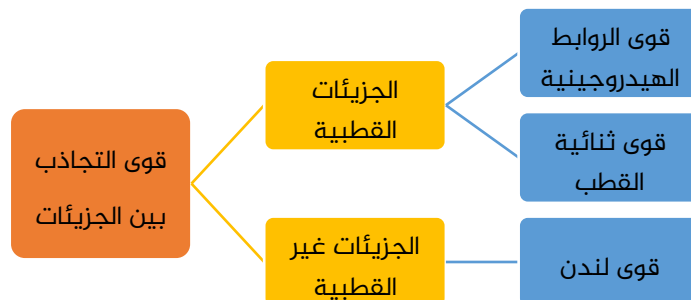 قوى التجاذب
بين الجزيئات
الجزيئات
القطبية
قوى الروابط
الهيدروجينية
قوى ثنائية
القطب
الجزيئات غير
القطبية
قوى لندن